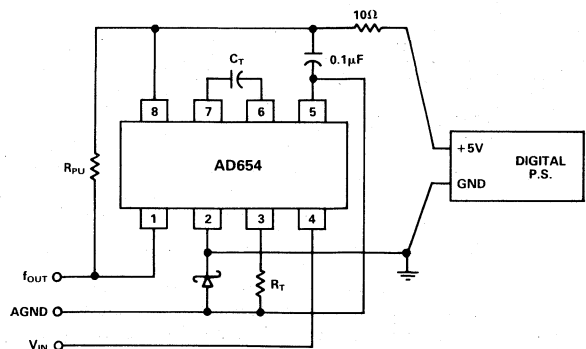 10Ω
C_T
0.1μF
8
7
6
5
+5V
DIGITAL
P.S.
GND
R_PU
AD654
1
2
3
4
f_OUT
R_T
AGND
V_IN